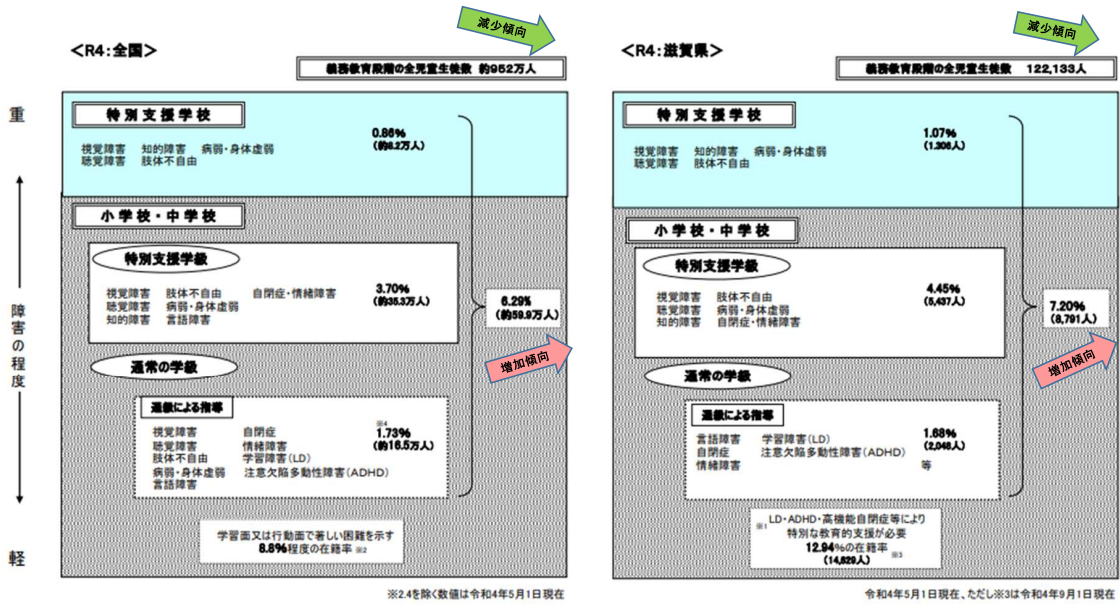 減少傾向
<R4:全国>
義務教育段階の全児童生徒数 約952万人
重
障害の程度
軽
特別支援学校
視覚障害 知的障害 病弱・身体虚弱
聴覚障害 肢体不自由
0.86%
(約8.2万人)
小学校・中学校
特別支援学級
視覚障害 肢体不自由 自閉症・情緒障害
聴覚障害 病弱・身体虚弱
知的障害 言語障害
3.70%
(約35.3万人)
6.29%
(約59.9万人)
増加傾向
通常の学級
通級による指導
視覚障害 自閉症
聴覚障害 情緒障害
肢体不自由 学習障害(LD)
病弱・身体虚弱 注意欠陥多動性障害(ADHD)
言語障害
※4
1.73%
(約16.5万人)
学習面又は行動面で著しい困難を示す
8.8%程度の在籍率 ※2
※2.4を除く数値は令和4年5月1日現在
減少傾向
<R4:滋賀県>
義務教育段階の全児童生徒数 122,133人
特別支援学校
視覚障害 知的障害 病弱・身体虚弱
聴覚障害 肢体不自由
1.07%
(1,306人)
小学校・中学校
特別支援学級
視覚障害 肢体不自由
聴覚障害 病弱・身体虚弱
知的障害 自閉症・情緒障害
4.45%
(5,437人)
7.20%
(8,791人)
増加傾向
通常の学級
通級による指導
言語障害 学習障害(LD)
自閉症 注意欠陥多動性障害(ADHD)
情緒障害 等
1.68%
(2,048人)
※1 LD・ADHD・高機能自閉症等により
特別な教育的支援が必要
12.94%の在籍率 ※3
(14,629人)
令和4年5月1日現在、ただし※3は令和4年9月1日現在